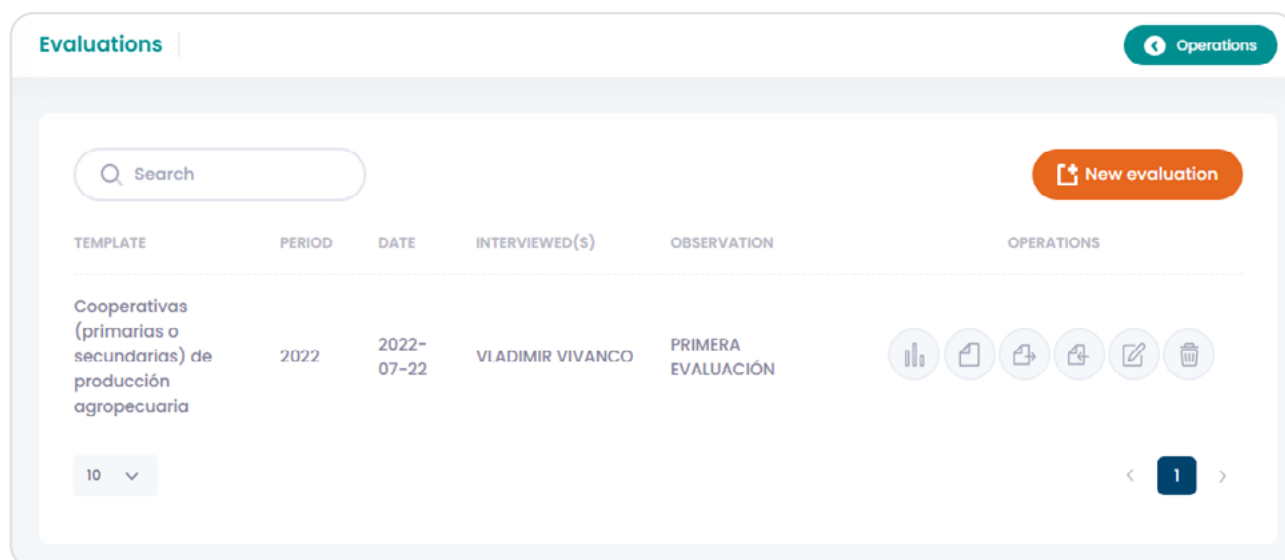 Evaluations
Operations
Search
New evaluation
TEMPLATE PERIOD DATE INTERVIEWED(S) OBSERVATION OPERATIONS
Cooperativas
(primarias o
secundarias) de
producción
agropecuaria
2022
2022-
07-22
VLADIMIR VIVANCO
PRIMERA
EVALUACIÓN
10
1